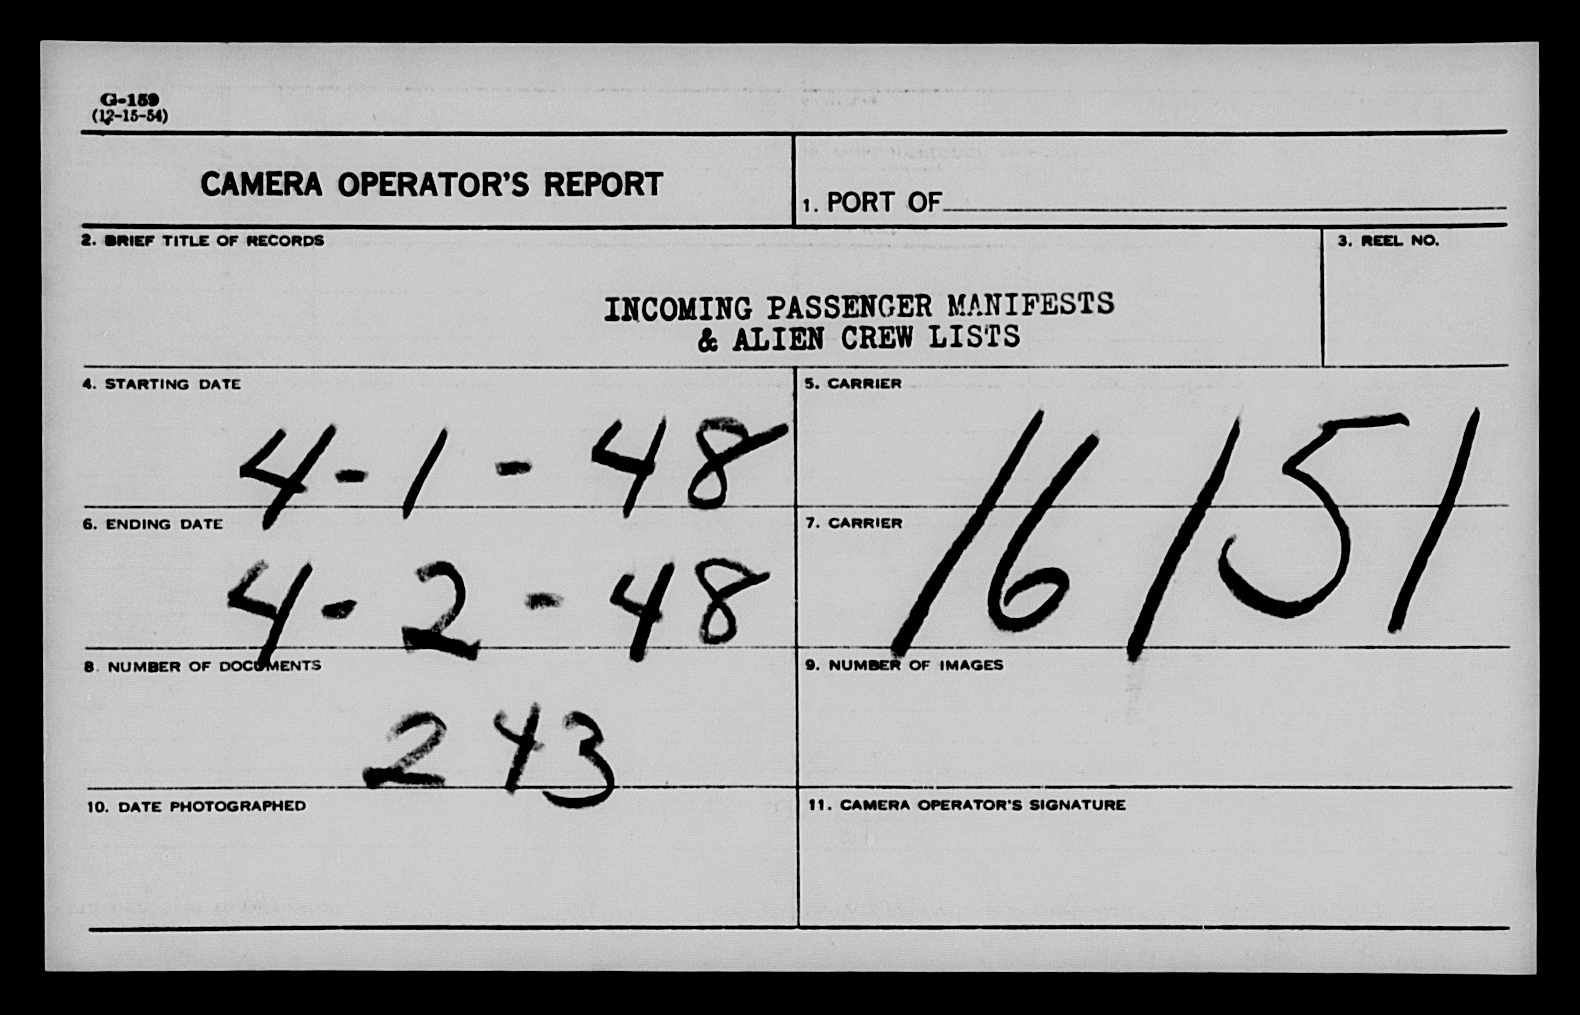 G-159
(12-15-54)
CAMERA OPERATOR'S REPORT
1. PORT OF
2. BRIEF TITLE OF RECORDS
3. REEL NO.
INCOMING PASSENGER MANIFESTS
& ALIEN CREW LISTS
4. STARTING DATE
4-1-48
5. CARRIER
16151
6. ENDING DATE
4-2-48
7. CARRIER
8. NUMBER OF DOCUMENTS
243
9. NUMBER OF IMAGES
10. DATE PHOTOGRAPHED
11. CAMERA OPERATOR'S SIGNATURE